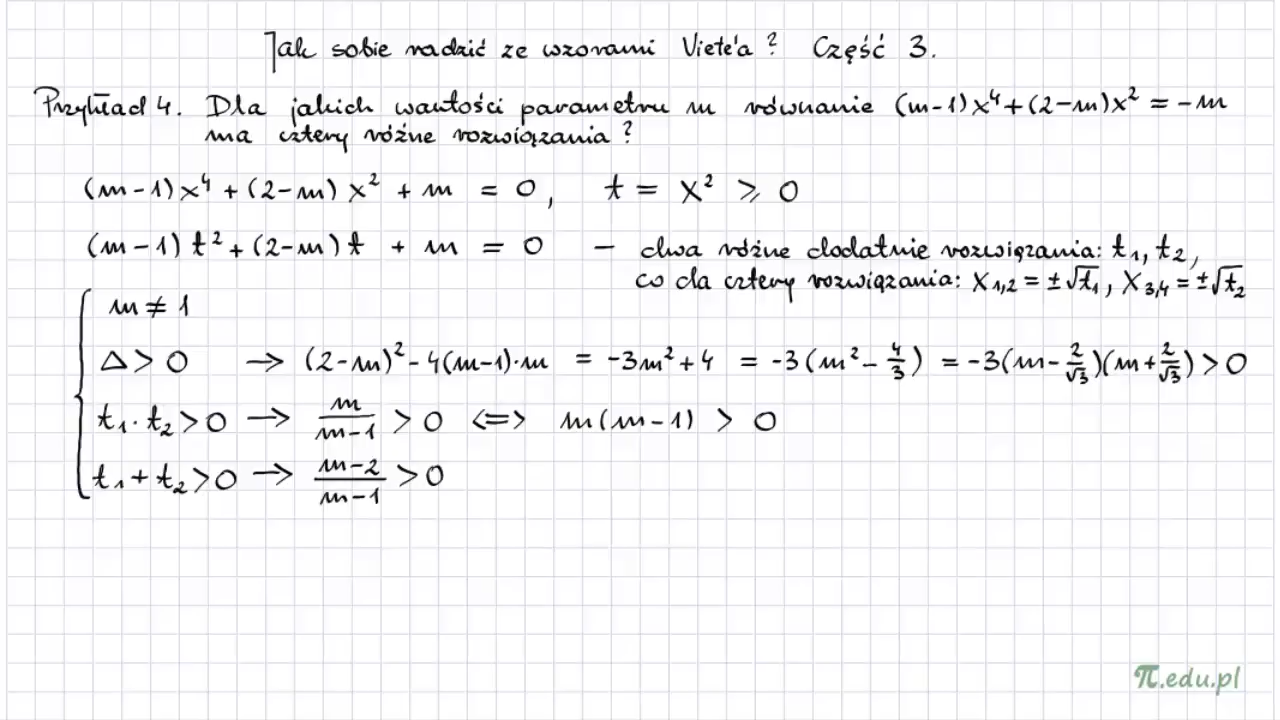 Jak sobie radzić ze wzorami Viete'a? Część 3.
Przykład 4. Dla jakich wartości parametru m równanie (m-1)x⁴+(2-m)x² = -m
ma cztery różne rozwiązania?
(m-1)x⁴ + (2-m)x² + m = 0, t = x² ⩾ 0
(m-1)t² + (2-m)t + m = 0 - dwa różne dodatnie rozwiązania: t₁, t₂,
co da cztery rozwiązania: x₁,₂ = ±√t₁, x₃,₄ = ±√t₂
m ≠ 1
Δ > 0 → (2-m)² - 4(m-1)·m = -3m² + 4 = -3(m² - 4/3) = -3(m - 2/√3)(m + 2/√3) > 0
t₁·t₂ > 0 → m/(m-1) > 0 <=> m(m-1) > 0
t₁ + t₂ > 0 → (m-2)/(m-1) > 0
π.edu.pl